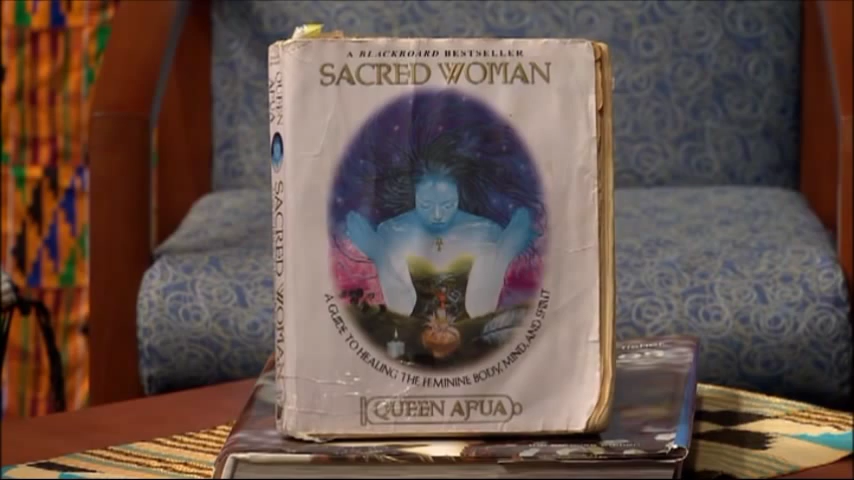 A BLACKBOARD BESTSELLER
SACRED WOMAN
A GUIDE TO HEALING THE FEMININE BODY, MIND, AND SPIRIT
QUEEN AFUA
QUEEN AFUA
SACRED WOMAN